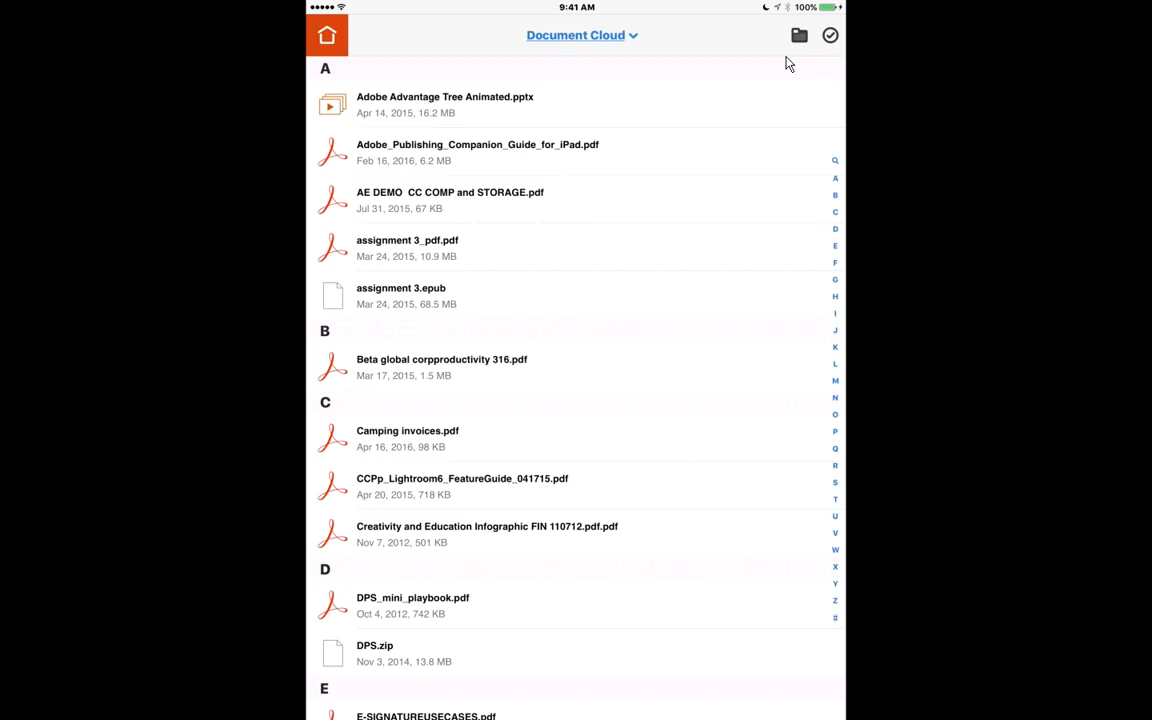 9:41 AM
100%
Document Cloud
A
Adobe Advantage Tree Animated.pptx
Apr 14, 2015, 16.2 MB
Adobe_Publishing_Companion_Guide_for_iPad.pdf
Feb 16, 2016, 6.2 MB
AE DEMO  CC COMP and STORAGE.pdf
Jul 31, 2015, 67 KB
assignment 3_pdf.pdf
Mar 24, 2015, 10.9 MB
assignment 3.epub
Mar 24, 2015, 68.5 MB
B
Beta global corpproductivity 316.pdf
Mar 17, 2015, 1.5 MB
C
Camping invoices.pdf
Apr 16, 2016, 98 KB
CCPp_Lightroom6_FeatureGuide_041715.pdf
Apr 20, 2015, 718 KB
Creativity and Education Infographic FIN 110712.pdf.pdf
Nov 7, 2012, 501 KB
D
DPS_mini_playbook.pdf
Oct 4, 2012, 742 KB
DPS.zip
Nov 3, 2014, 13.8 MB
E
E-SIGNATUREUSECASES.pdf
A
B
C
D
E
F
G
H
I
J
K
L
M
N
O
P
Q
R
S
T
U
V
W
X
Y
Z
#